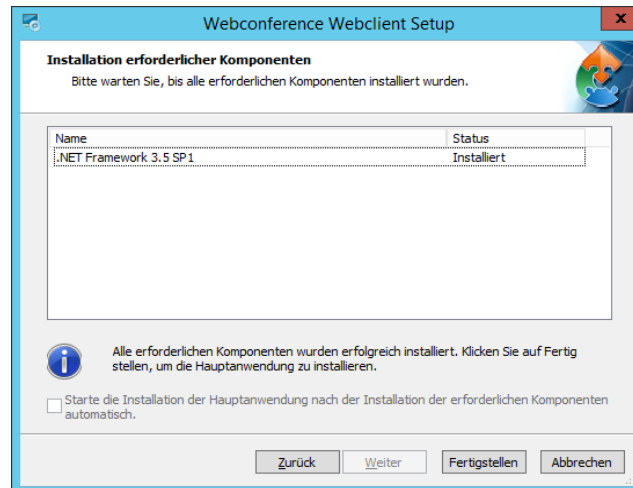 Webconference Webclient Setup
x
Installation erforderlicher Komponenten
Bitte warten Sie, bis alle erforderlichen Komponenten installiert wurden.
Name Status
.NET Framework 3.5 SP1 Installiert
Alle erforderlichen Komponenten wurden erfolgreich installiert. Klicken Sie auf Fertig
stellen, um die Hauptanwendung zu installieren.
Starte die Installation der Hauptanwendung nach der Installation der erforderlichen Komponenten
automatisch.
Zurück Weiter Fertigstellen Abbrechen